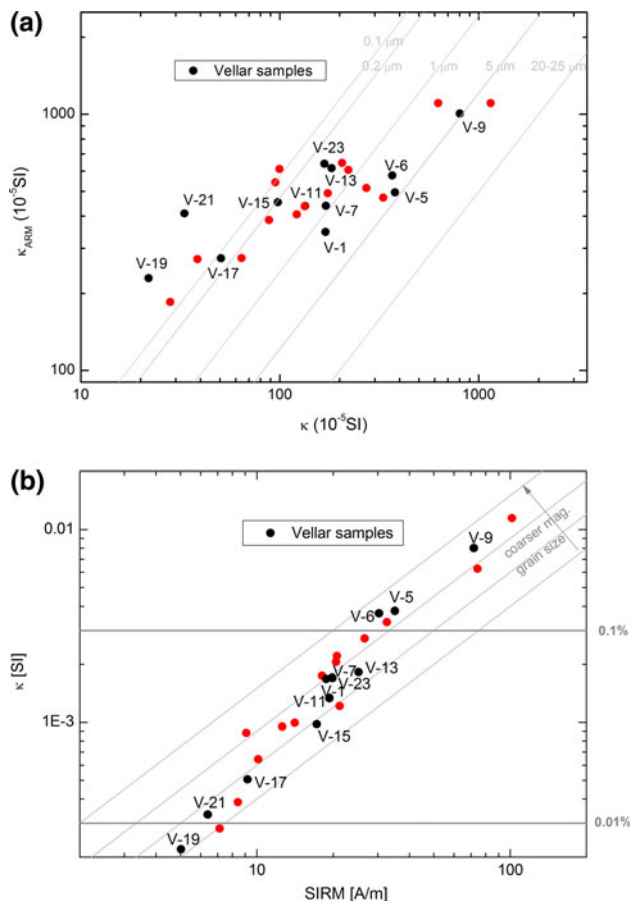 (a)
0.1 µm
Vellar samples
0.2 µm 1 µm 5 µm 20-25 µm
1000
V-9
V-23
V-6
V-13
V-21
V-15
V-11
V-5
V-7
V-1
V-19
V-17
κARM (10-5SI)
100
10 100 1000
κ (10-5SI)
(b)
Vellar samples
coarser mag.
grain size
0.01
V-9
V-5
V-6
0.1%
κ [SI]
V-7
V-13
V-23
V-1
V-11
1E-3
V-15
V-17
V-21
0.01%
V-19
10 100
SIRM [A/m]